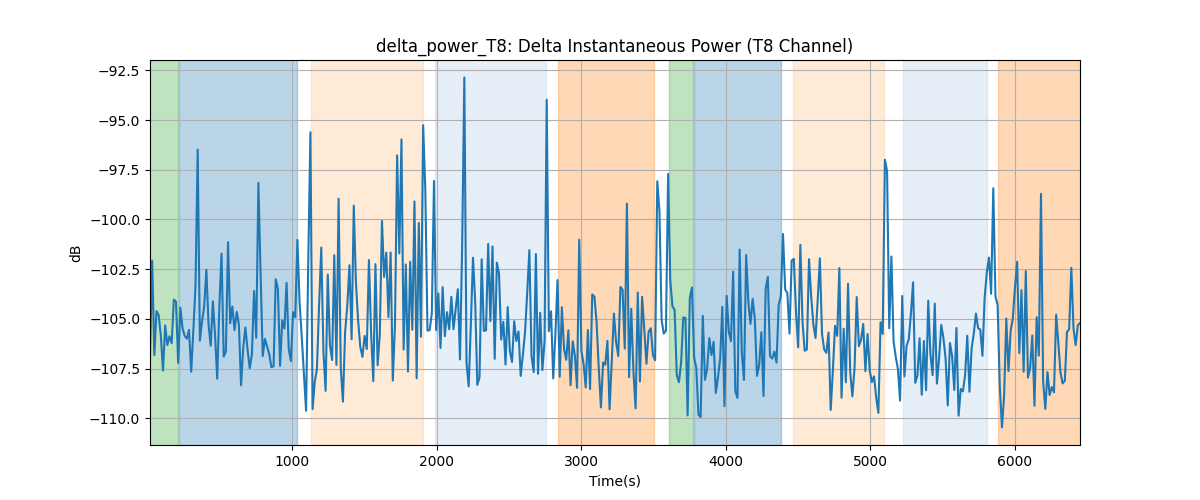 delta_power_T8: Delta Instantaneous Power (T8 Channel)
−92.5
−95.0
−97.5
−100.0
−102.5
−105.0
−107.5
−110.0
dB
1000 2000 3000 4000 5000 6000
Time(s)